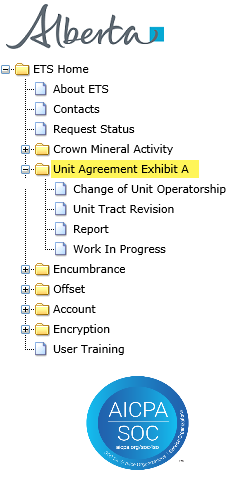 Alberta
ETS Home
About ETS
Contacts
Request Status
Crown Mineral Activity
Unit Agreement Exhibit A
Change of Unit Operatorship
Unit Tract Revision
Report
Work In Progress
Encumbrance
Offset
Account
Encryption
User Training
AICPA
SOC
aicpa.org/soc4so
TM